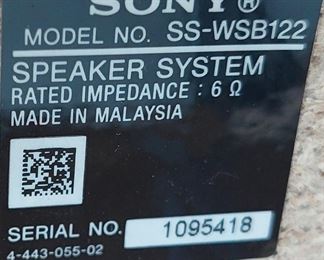 SONY®
MODEL NO. SS-WSB122
SPEAKER SYSTEM
RATED IMPEDANCE : 6 Ω
MADE IN MALAYSIA
SERIAL NO. 1095418
4-443-055-02